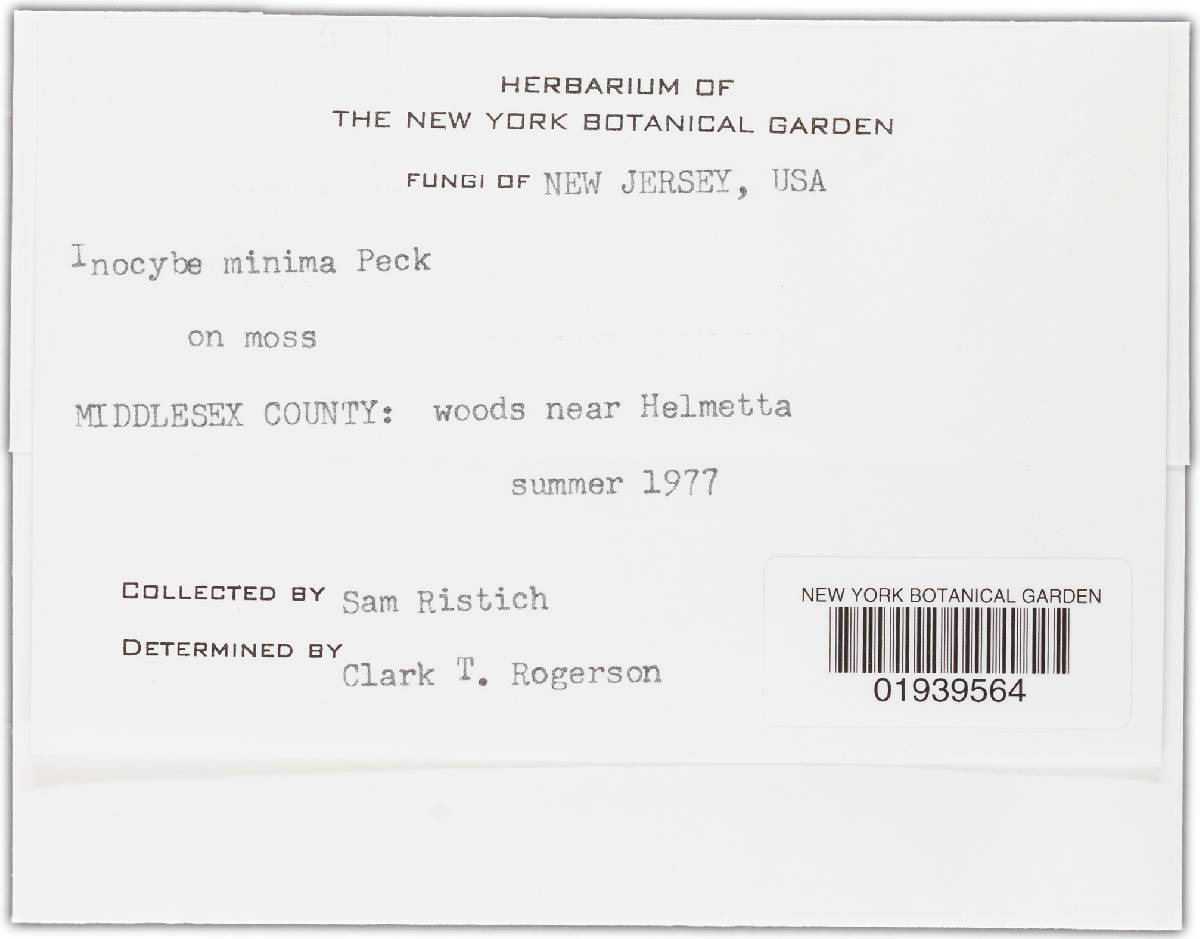 HERBARIUM OF
THE NEW YORK BOTANICAL GARDEN
FUNGI OF NEW JERSEY, USA
Inocybe minima Peck
on moss
MIDDLESEX COUNTY: woods near Helmetta
summer 1977
COLLECTED BY Sam Ristich
DETERMINED BY Clark T. Rogerson
NEW YORK BOTANICAL GARDEN
01939564